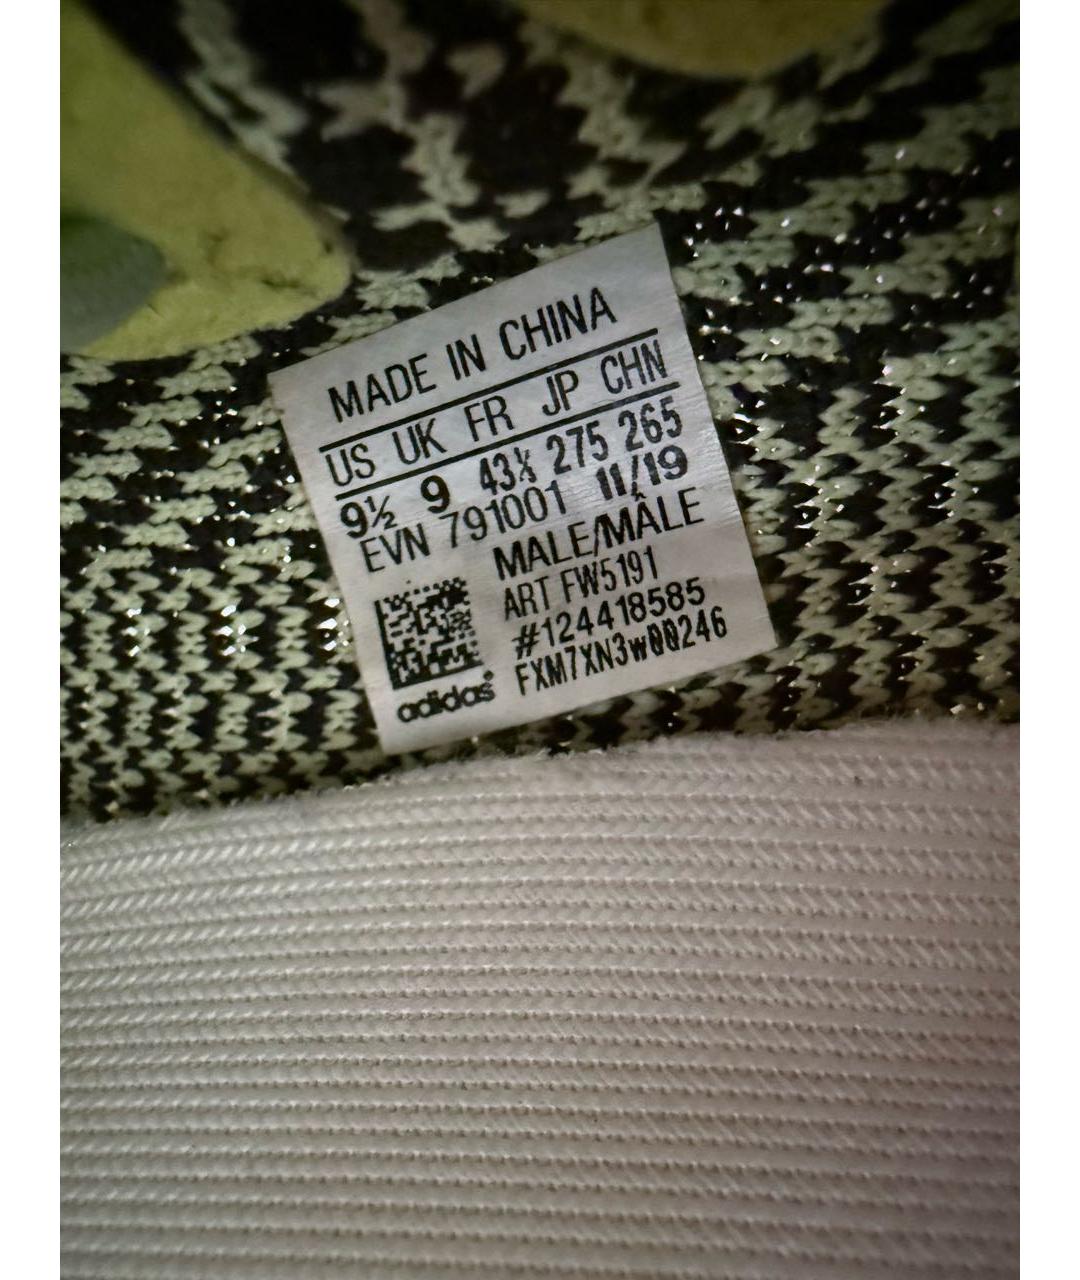 MADE IN CHINA
US UK FR JP CHN
9½ 9 43⅓ 275 265
EVN 791001 11/19
MALE/MÂLE
ART FW5191
#124418585
FXM7XN3w00246
adidas